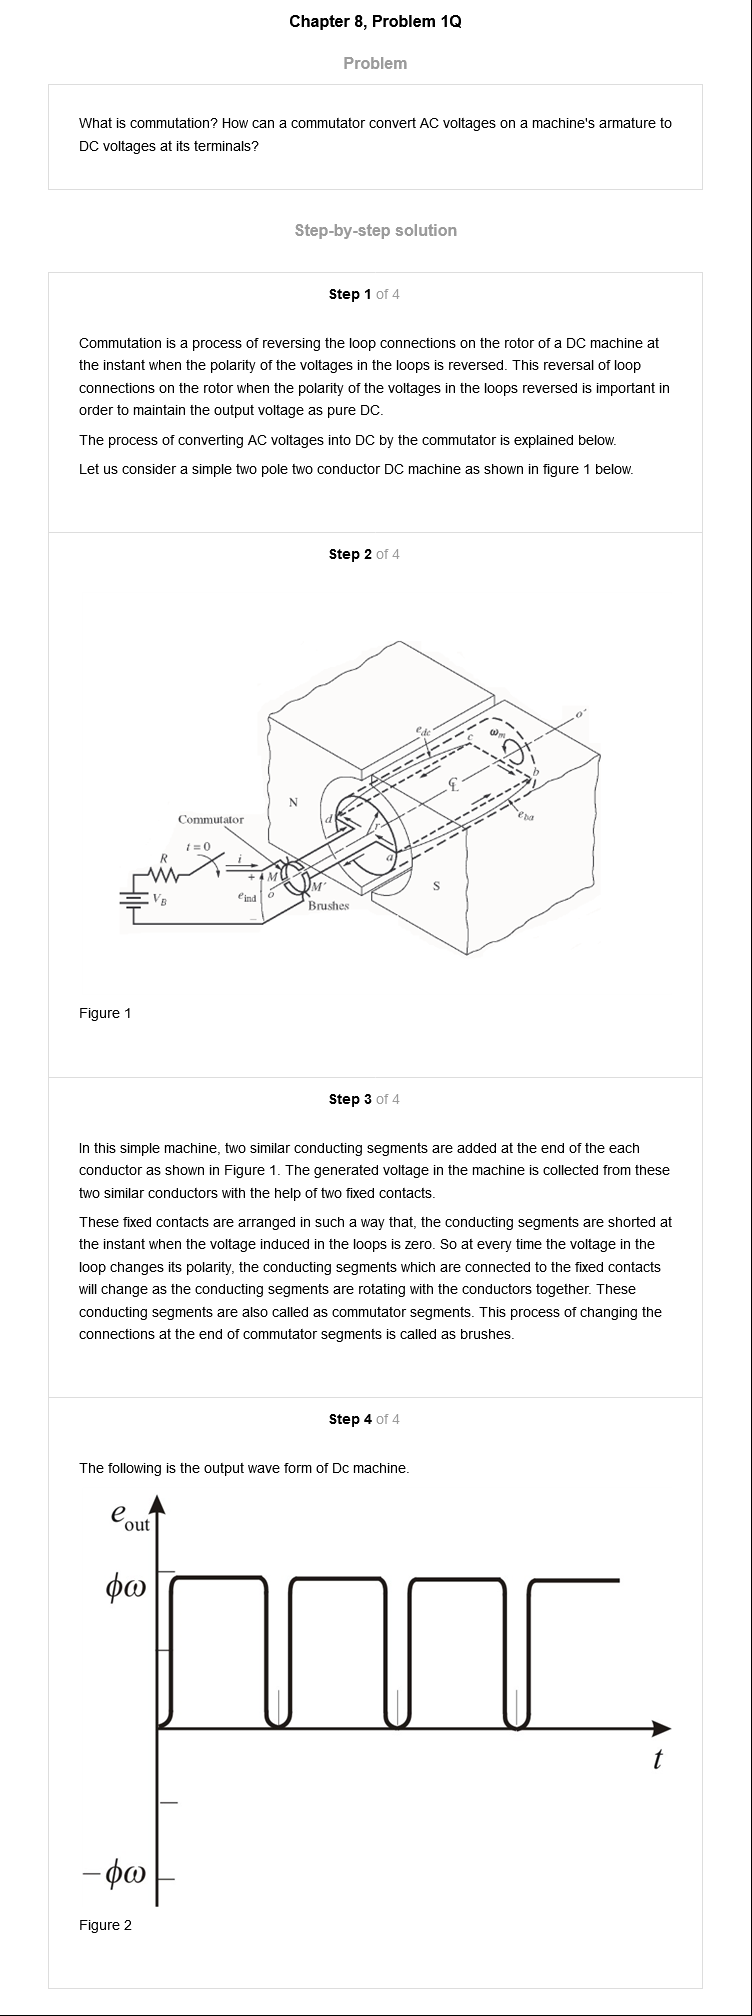 Chapter 8, Problem 1Q
Problem
What is commutation? How can a commutator convert AC voltages on a machine's armature to
DC voltages at its terminals?
Step-by-step solution
Step 1 of 4
Commutation is a process of reversing the loop connections on the rotor of a DC machine at
the instant when the polarity of the voltages in the loops is reversed. This reversal of loop
connections on the rotor when the polarity of the voltages in the loops reversed is important in
order to maintain the output voltage as pure DC.
The process of converting AC voltages into DC by the commutator is explained below.
Let us consider a simple two pole two conductor DC machine as shown in figure 1 below.
Step 2 of 4
o'
e_dc
c
ω_m
℄
b
N
e_ba
d
r
Commutator
t = 0
a
R
i
+
M
M'
S
V_B
e_ind
o
Brushes
−
Figure 1
Step 3 of 4
In this simple machine, two similar conducting segments are added at the end of the each
conductor as shown in Figure 1. The generated voltage in the machine is collected from these
two similar conductors with the help of two fixed contacts.
These fixed contacts are arranged in such a way that, the conducting segments are shorted at
the instant when the voltage induced in the loops is zero. So at every time the voltage in the
loop changes its polarity, the conducting segments which are connected to the fixed contacts
will change as the conducting segments are rotating with the conductors together. These
conducting segments are also called as commutator segments. This process of changing the
connections at the end of commutator segments is called as brushes.
Step 4 of 4
The following is the output wave form of Dc machine.
e_out
ϕω
t
−ϕω
Figure 2